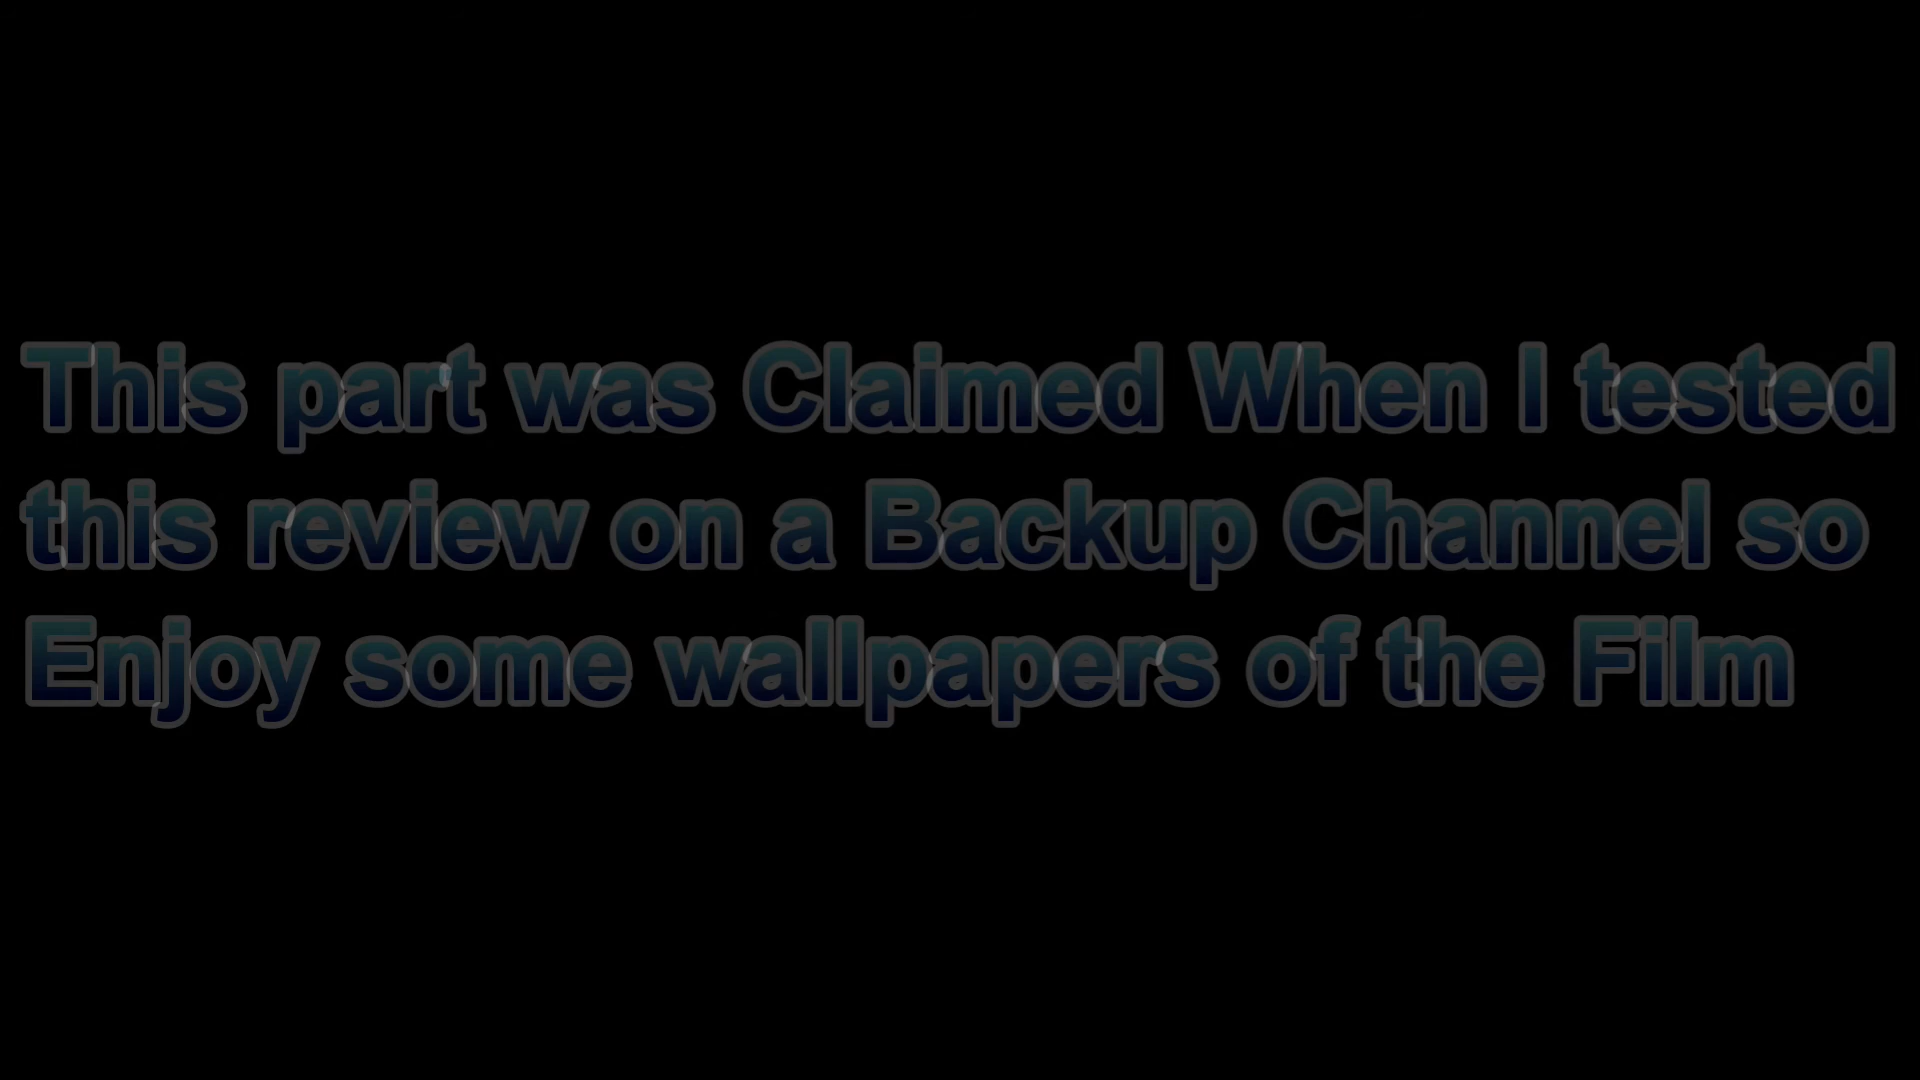 This part was Claimed When I tested
this review on a Backup Channel so
Enjoy some wallpapers of the Film